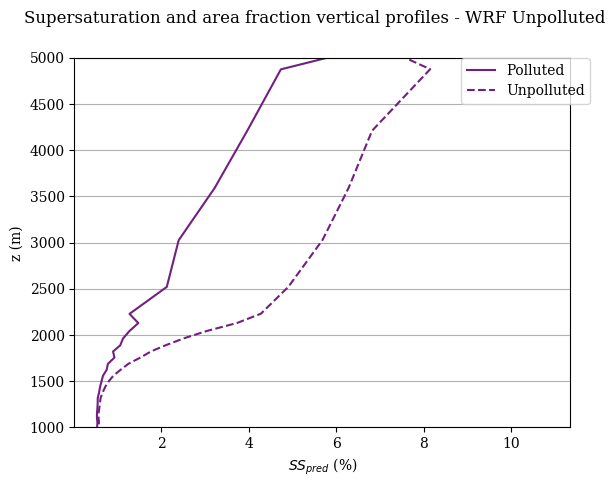 Supersaturation and area fraction vertical profiles - WRF Unpolluted
Polluted
Unpolluted
5000
4500
4000
3500
3000
2500
2000
1500
1000
z (m)
2 4 6 8 10
SS_pred (%)